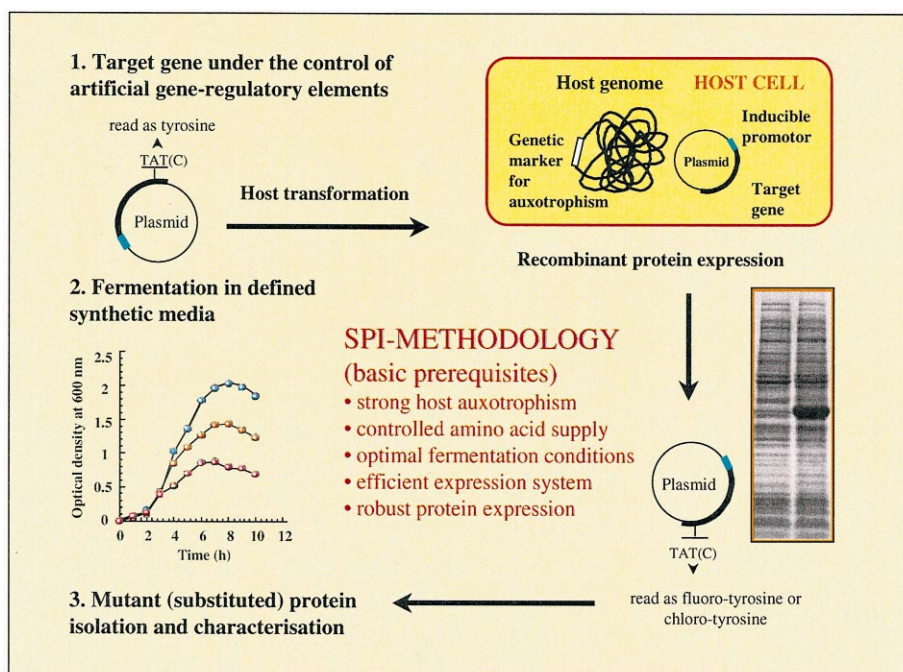 1. Target gene under the control of
artificial gene-regulatory elements
read as tyrosine
TAT(C)
Plasmid
Host transformation
Host genome
HOST CELL
Genetic
marker
for
auxotrophism
Plasmid
Inducible
promotor
Target
gene
Recombinant protein expression
2. Fermentation in defined
synthetic media
Optical density at 600 nm
2.5
2
1.5
1
0.5
0
0 2 4 6 8 10 12
Time (h)
SPI-METHODOLOGY
(basic prerequisites)
• strong host auxotrophism
• controlled amino acid supply
• optimal fermentation conditions
• efficient expression system
• robust protein expression
Plasmid
TAT(C)
read as fluoro-tyrosine or
chloro-tyrosine
3. Mutant (substituted) protein
isolation and characterisation